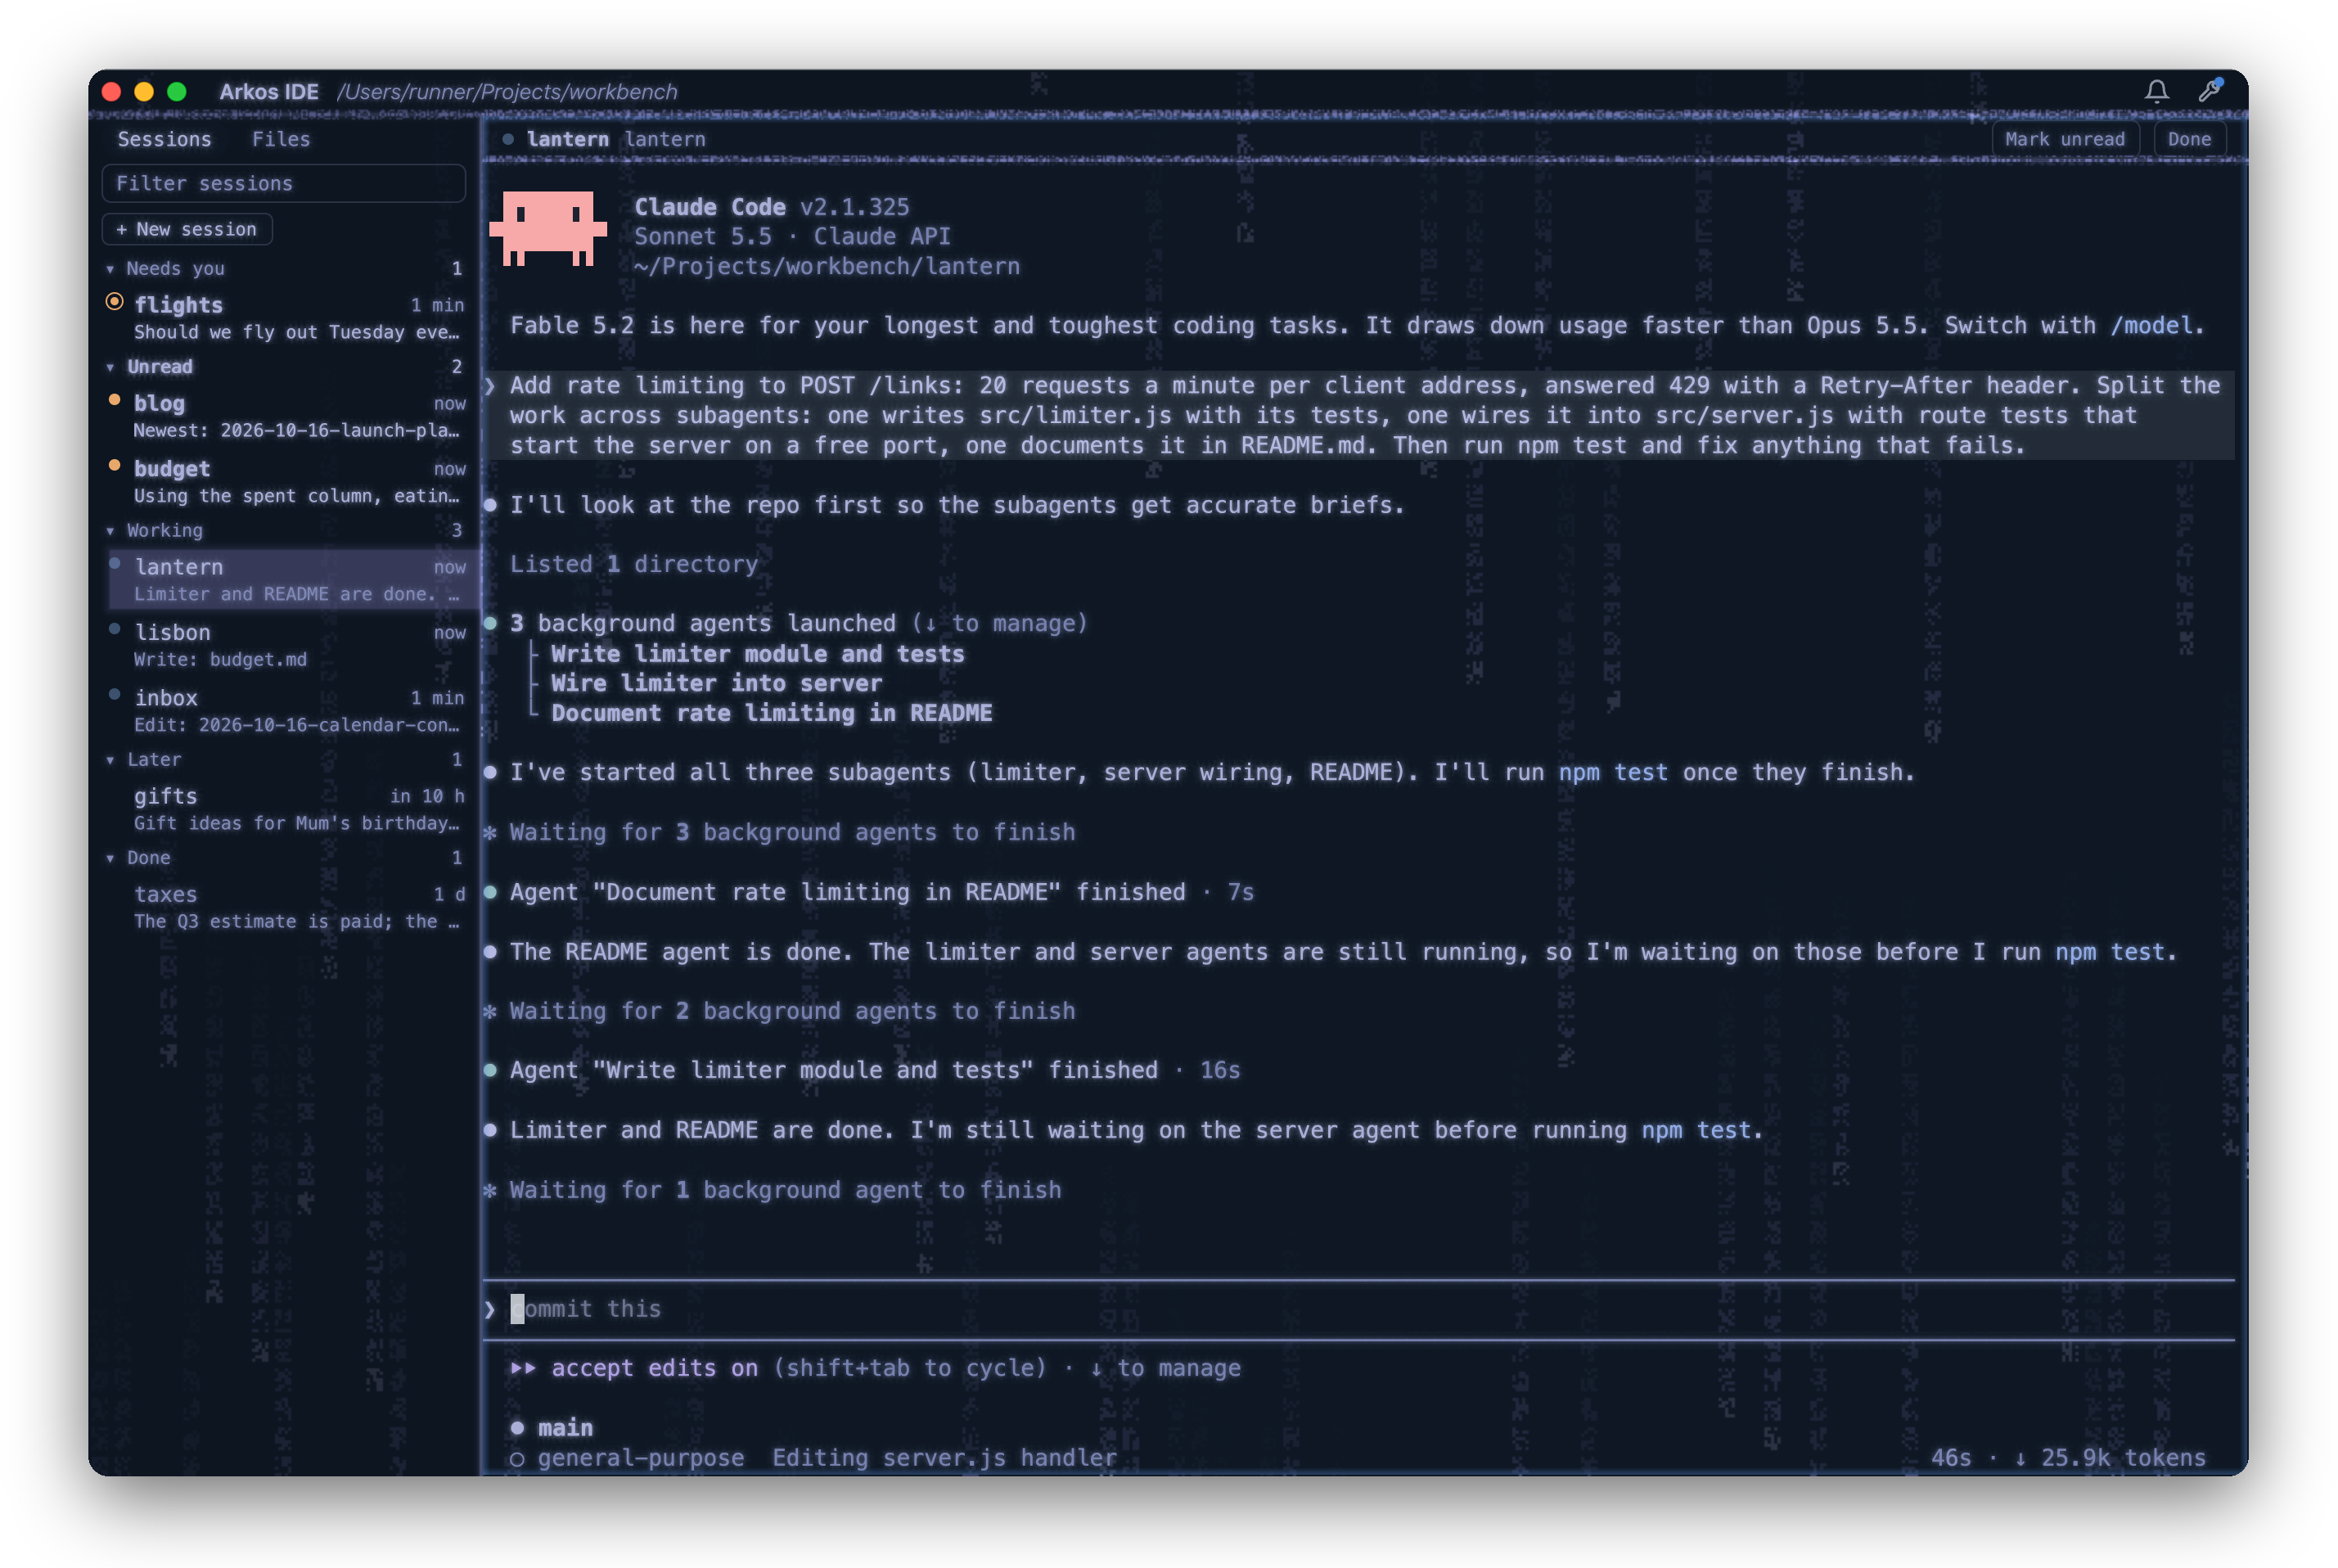 Arkos IDE /Users/runner/Projects/workbench
Sessions Files
Filter sessions
+ New session
▾ Needs you 1
flights 1 min
Should we fly out Tuesday eve…
▾ Unread 2
blog now
Newest: 2026-10-16-launch-pla…
budget now
Using the spent column, eatin…
▾ Working 3
lantern now
Limiter and README are done. …
lisbon now
Write: budget.md
inbox 1 min
Edit: 2026-10-16-calendar-con…
▾ Later 1
gifts in 10 h
Gift ideas for Mum's birthday…
▾ Done 1
taxes 1 d
The Q3 estimate is paid; the …
lantern lantern
Mark unread Done
Claude Code v2.1.325
Sonnet 5.5 · Claude API
~/Projects/workbench/lantern
Fable 5.2 is here for your longest and toughest coding tasks. It draws down usage faster than Opus 5.5. Switch with /model.
❯ Add rate limiting to POST /links: 20 requests a minute per client address, answered 429 with a Retry-After header. Split the
work across subagents: one writes src/limiter.js with its tests, one wires it into src/server.js with route tests that
start the server on a free port, one documents it in README.md. Then run npm test and fix anything that fails.
● I'll look at the repo first so the subagents get accurate briefs.
Listed 1 directory
● 3 background agents launched (↓ to manage)
├ Write limiter module and tests
├ Wire limiter into server
└ Document rate limiting in README
● I've started all three subagents (limiter, server wiring, README). I'll run npm test once they finish.
✻ Waiting for 3 background agents to finish
● Agent "Document rate limiting in README" finished · 7s
● The README agent is done. The limiter and server agents are still running, so I'm waiting on those before I run npm test.
✻ Waiting for 2 background agents to finish
● Agent "Write limiter module and tests" finished · 16s
● Limiter and README are done. I'm still waiting on the server agent before running npm test.
✻ Waiting for 1 background agent to finish
❯ commit this
⏵⏵ accept edits on (shift+tab to cycle) · ↓ to manage
● main
○ general-purpose Editing server.js handler 46s · ↓ 25.9k tokens